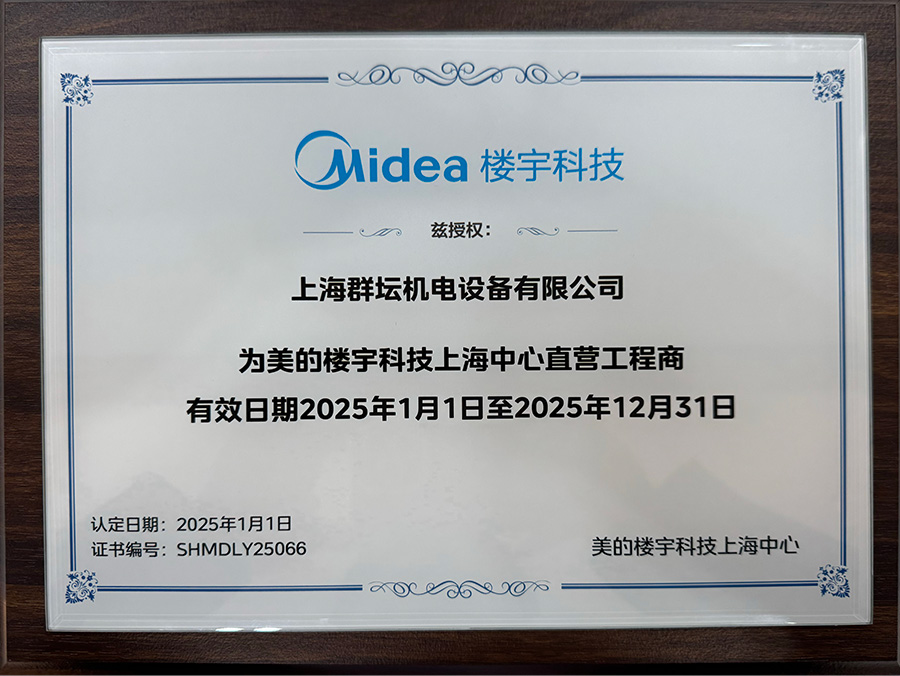 Midea 楼宇科技
兹授权：
上海群坛机电设备有限公司
为美的楼宇科技上海中心直营工程商
有效日期2025年1月1日至2025年12月31日
认定日期：2025年1月1日
证书编号：SHMDLY25066
美的楼宇科技上海中心